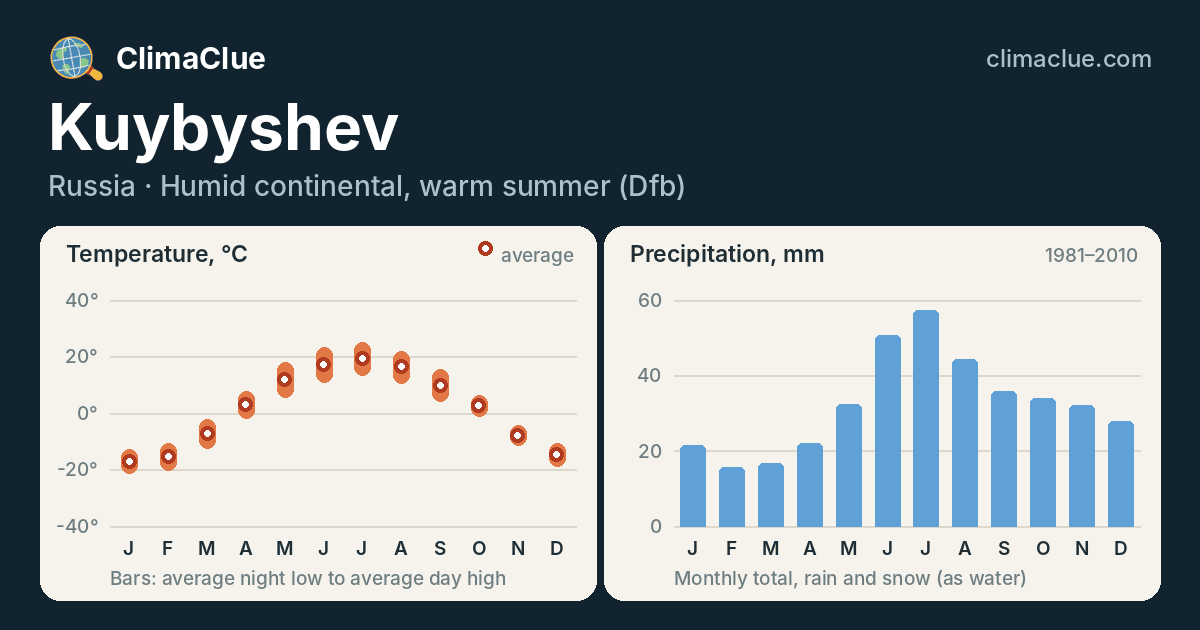 ClimaClue
climaclue.com
Kuybyshev
Russia · Humid continental, warm summer (Dfb)
Temperature, °C
average
40°
20°
0°
-20°
-40°
J F M A M J J A S O N D
Bars: average night low to average day high
Precipitation, mm
1981–2010
60
40
20
0
J F M A M J J A S O N D
Monthly total, rain and snow (as water)